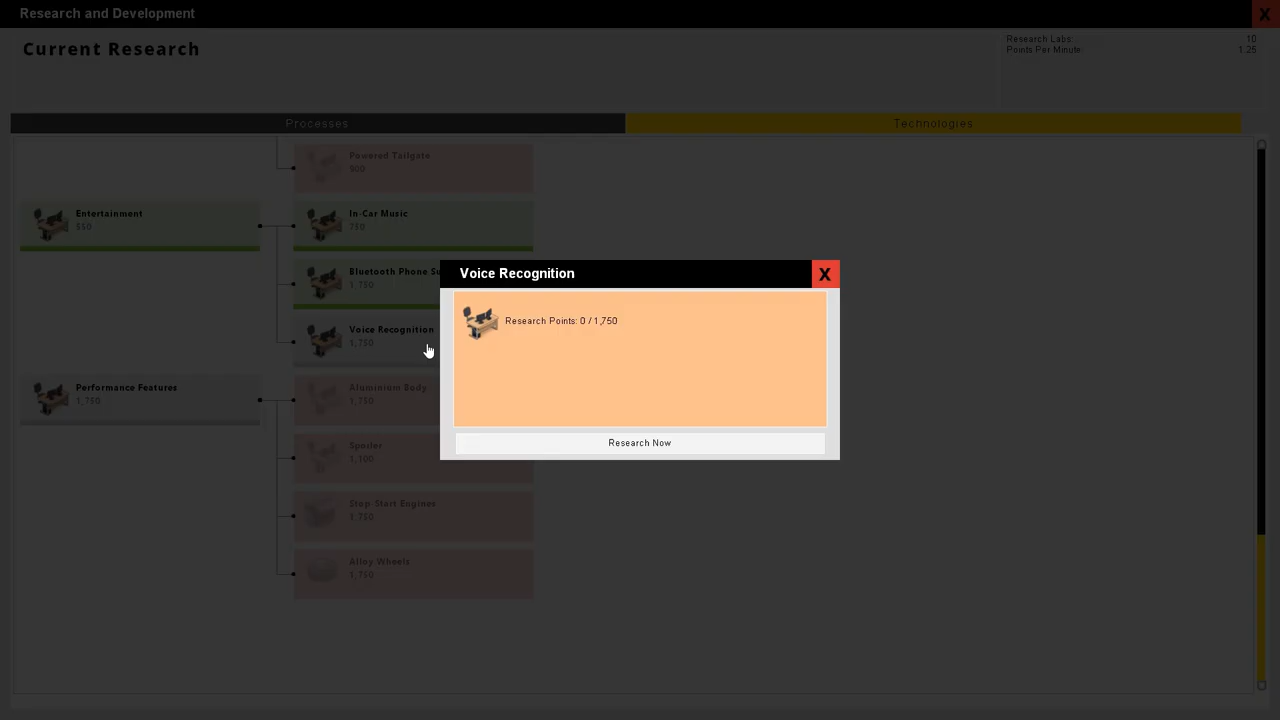 Research and Development
X
Current Research
Research Labs: 10
Points Per Minute: 1.25
Processes
Technologies
Powered Tailgate
900
Entertainment
550
In-Car Music
750
Bluetooth Phone Su
1,750
Voice Recognition
1,750
Voice Recognition
X
Research Points: 0 / 1,750
Research Now
Performance Features
1,750
Aluminium Body
1,750
Spoiler
1,100
Stop-Start Engines
1,750
Alloy Wheels
1,750